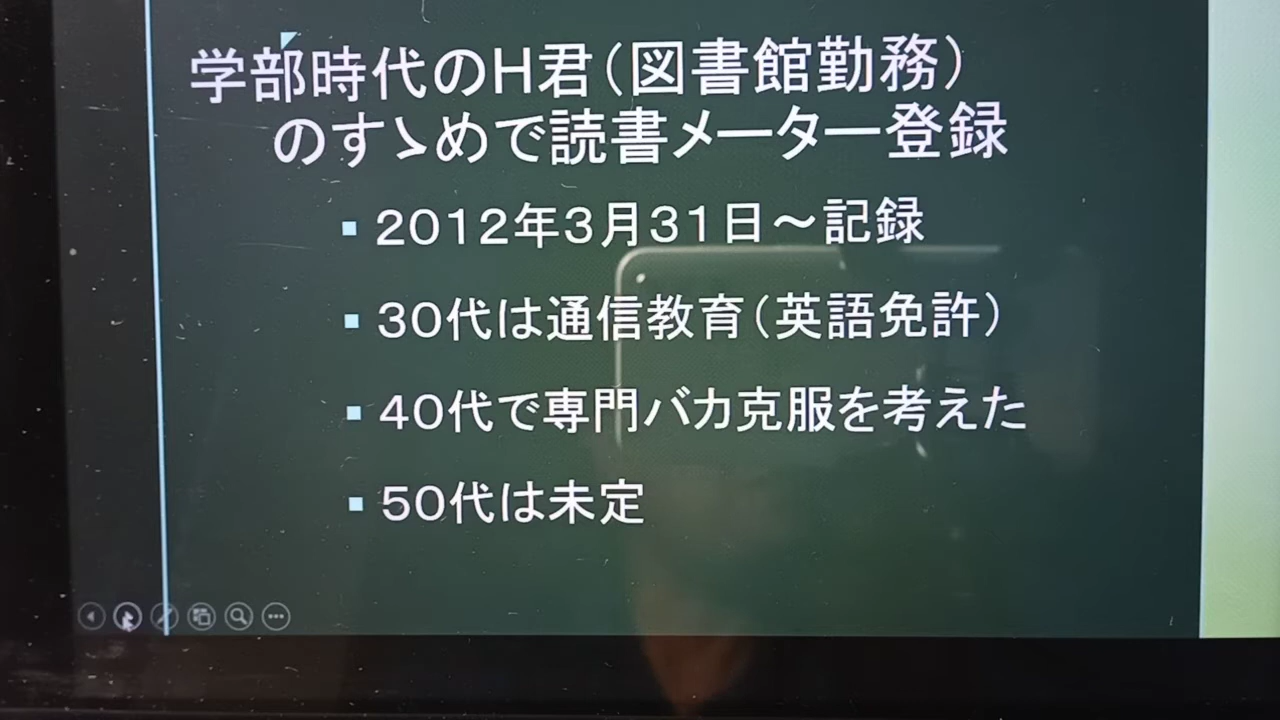 学部時代のH君（図書館勤務）
のすゝめで読書メーター登録
▪ 2012年3月31日～記録
▪ 30代は通信教育（英語免許）
▪ 40代で専門バカ克服を考えた
▪ 50代は未定